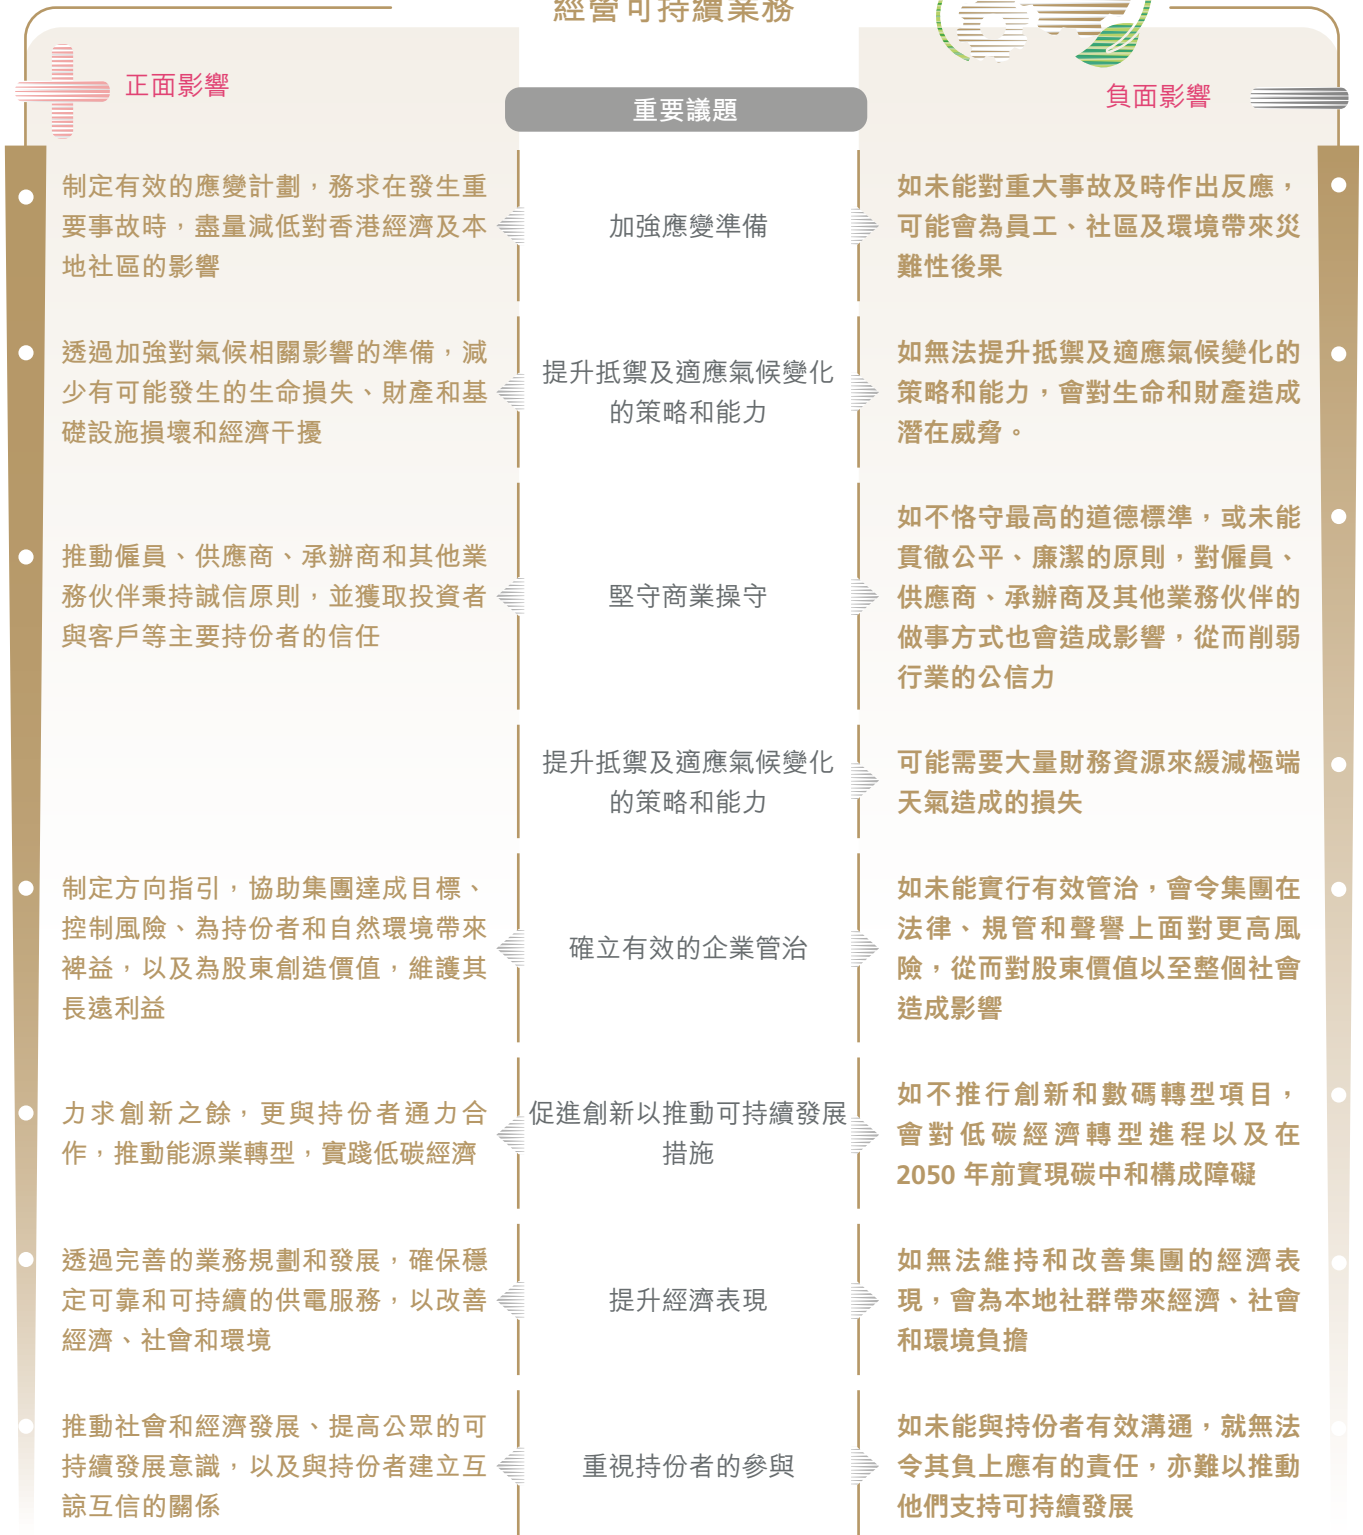 經營可持續業務
正面影響
負面影響
重要議題
制定有效的應變計劃，務求在發生重
要事故時，盡量減低對香港經濟及本
地社區的影響
加強應變準備
如未能對重大事故及時作出反應，
可能會為員工、社區及環境帶來災
難性後果
透過加強對氣候相關影響的準備，減
少有可能發生的生命損失、財產和基
礎設施損壞和經濟干擾
提升抵禦及適應氣候變化
的策略和能力
如無法提升抵禦及適應氣候變化的
策略和能力，會對生命和財產造成
潛在威脅。
推動僱員、供應商、承辦商和其他業
務伙伴秉持誠信原則，並獲取投資者
與客戶等主要持份者的信任
堅守商業操守
如不恪守最高的道德標準，或未能
貫徹公平、廉潔的原則，對僱員、
供應商、承辦商及其他業務伙伴的
做事方式也會造成影響，從而削弱
行業的公信力
提升抵禦及適應氣候變化
的策略和能力
可能需要大量財務資源來緩減極端
天氣造成的損失
制定方向指引，協助集團達成目標、
控制風險、為持份者和自然環境帶來
裨益，以及為股東創造價值，維護其
長遠利益
確立有效的企業管治
如未能實行有效管治，會令集團在
法律、規管和聲譽上面對更高風
險，從而對股東價值以至整個社會
造成影響
力求創新之餘，更與持份者通力合
作，推動能源業轉型，實踐低碳經濟
促進創新以推動可持續發展
措施
如不推行創新和數碼轉型項目，
會對低碳經濟轉型進程以及在
2050 年前實現碳中和構成障礙
透過完善的業務規劃和發展，確保穩
定可靠和可持續的供電服務，以改善
經濟、社會和環境
提升經濟表現
如無法維持和改善集團的經濟表
現，會為本地社群帶來經濟、社會
和環境負擔
推動社會和經濟發展、提高公眾的可
持續發展意識，以及與持份者建立互
諒互信的關係
重視持份者的參與
如未能與持份者有效溝通，就無法
令其負上應有的責任，亦難以推動
他們支持可持續發展